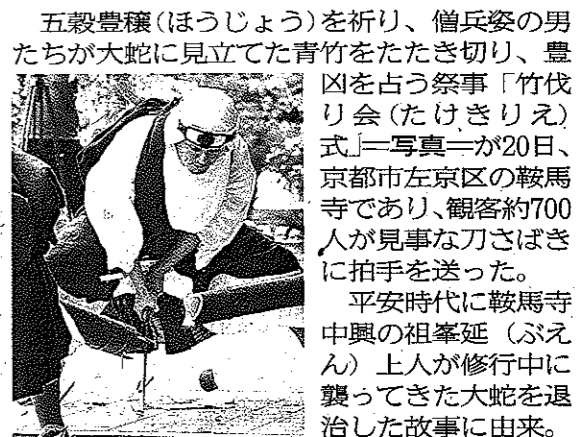 五穀豊穣(ほうじょう)を祈り、僧兵姿の男
たちが大蛇に見立てた青竹をたたき切り、豊
凶を占う祭事「竹伐
り会(たけきりえ)
式」＝写真＝が20日、
京都市左京区の鞍馬
寺であり、観客約700
人が見事な刀さばき
に拍手を送った。
平安時代に鞍馬寺
中興の祖峯延（ぶえ
ん）上人が修行中に
襲ってきた大蛇を退
治した故事に由来。